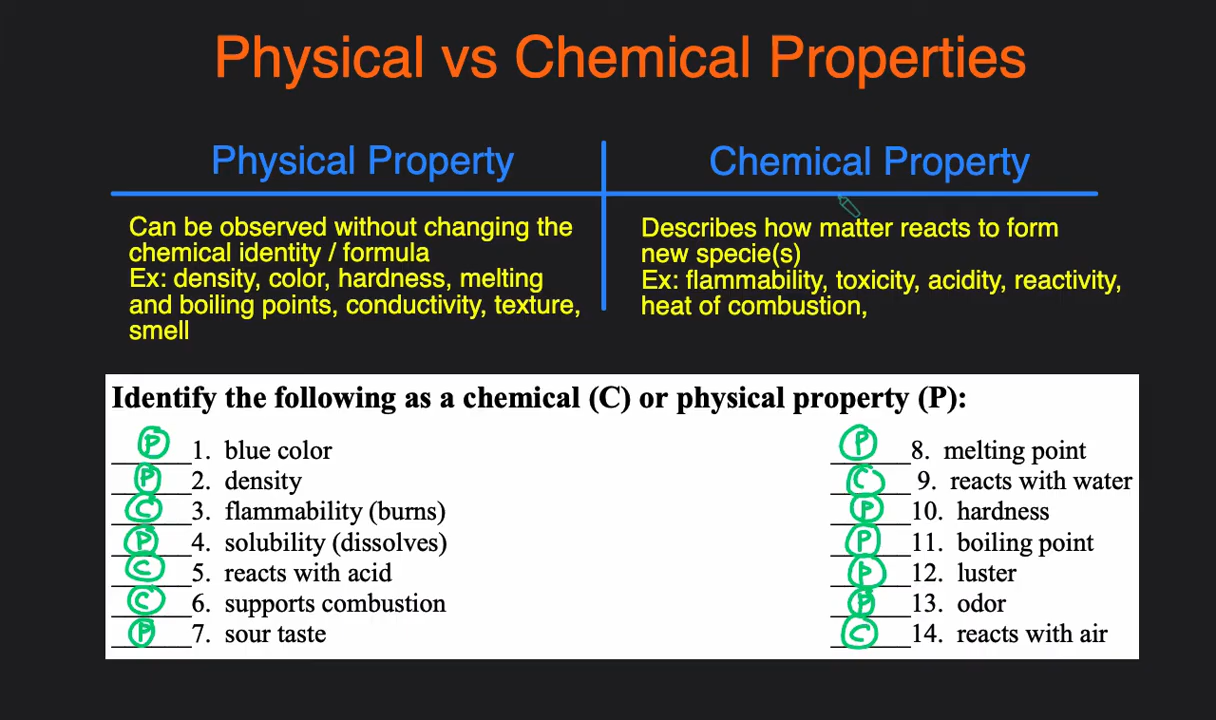 Physical vs Chemical Properties
Physical Property
Can be observed without changing the
chemical identity / formula
Ex: density, color, hardness, melting
and boiling points, conductivity, texture,
smell
Chemical Property
Describes how matter reacts to form
new specie(s)
Ex: flammability, toxicity, acidity, reactivity,
heat of combustion,
Identify the following as a chemical (C) or physical property (P):
P 1. blue color
P 2. density
C 3. flammability (burns)
P 4. solubility (dissolves)
C 5. reacts with acid
C 6. supports combustion
P 7. sour taste
P 8. melting point
C 9. reacts with water
P 10. hardness
P 11. boiling point
P 12. luster
P 13. odor
C 14. reacts with air